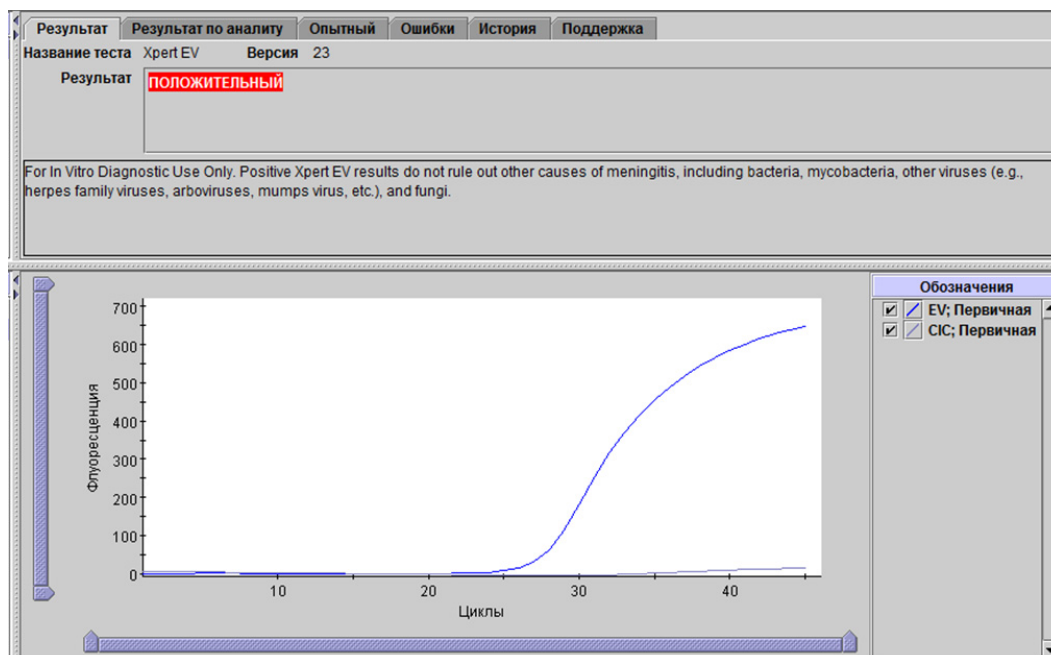 Результат Результат по аналиту Опытный Ошибки История Поддержка
Название теста Xpert EV Версия 23
Результат ПОЛОЖИТЕЛЬНЫЙ
For In Vitro Diagnostic Use Only. Positive Xpert EV results do not rule out other causes of meningitis, including bacteria, mycobacteria, other viruses (e.g.,
herpes family viruses, arboviruses, mumps virus, etc.), and fungi.
Обозначения
EV; Первичная
CIC; Первичная
Флуоресценция
700
600
500
400
300
200
100
0
10 20 30 40
Циклы